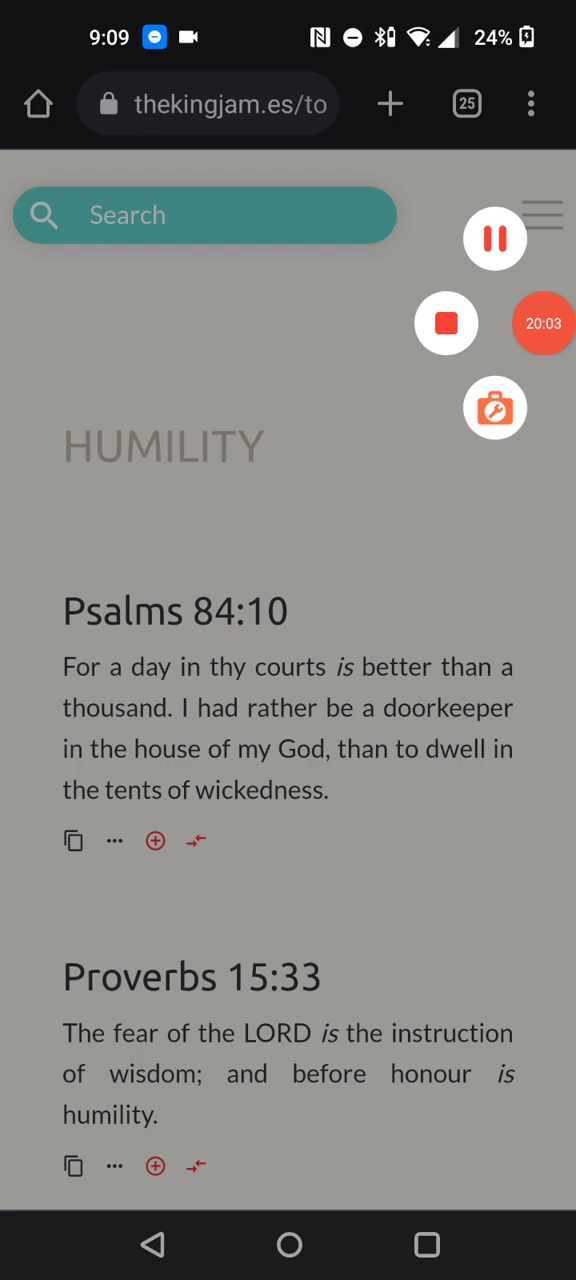 9:09
24%
thekingjam.es/to
25
Search
20:03
HUMILITY
Psalms 84:10
For a day in thy courts is better than a
thousand. I had rather be a doorkeeper
in the house of my God, than to dwell in
the tents of wickedness.
Proverbs 15:33
The fear of the LORD is the instruction
of wisdom; and before honour is
humility.